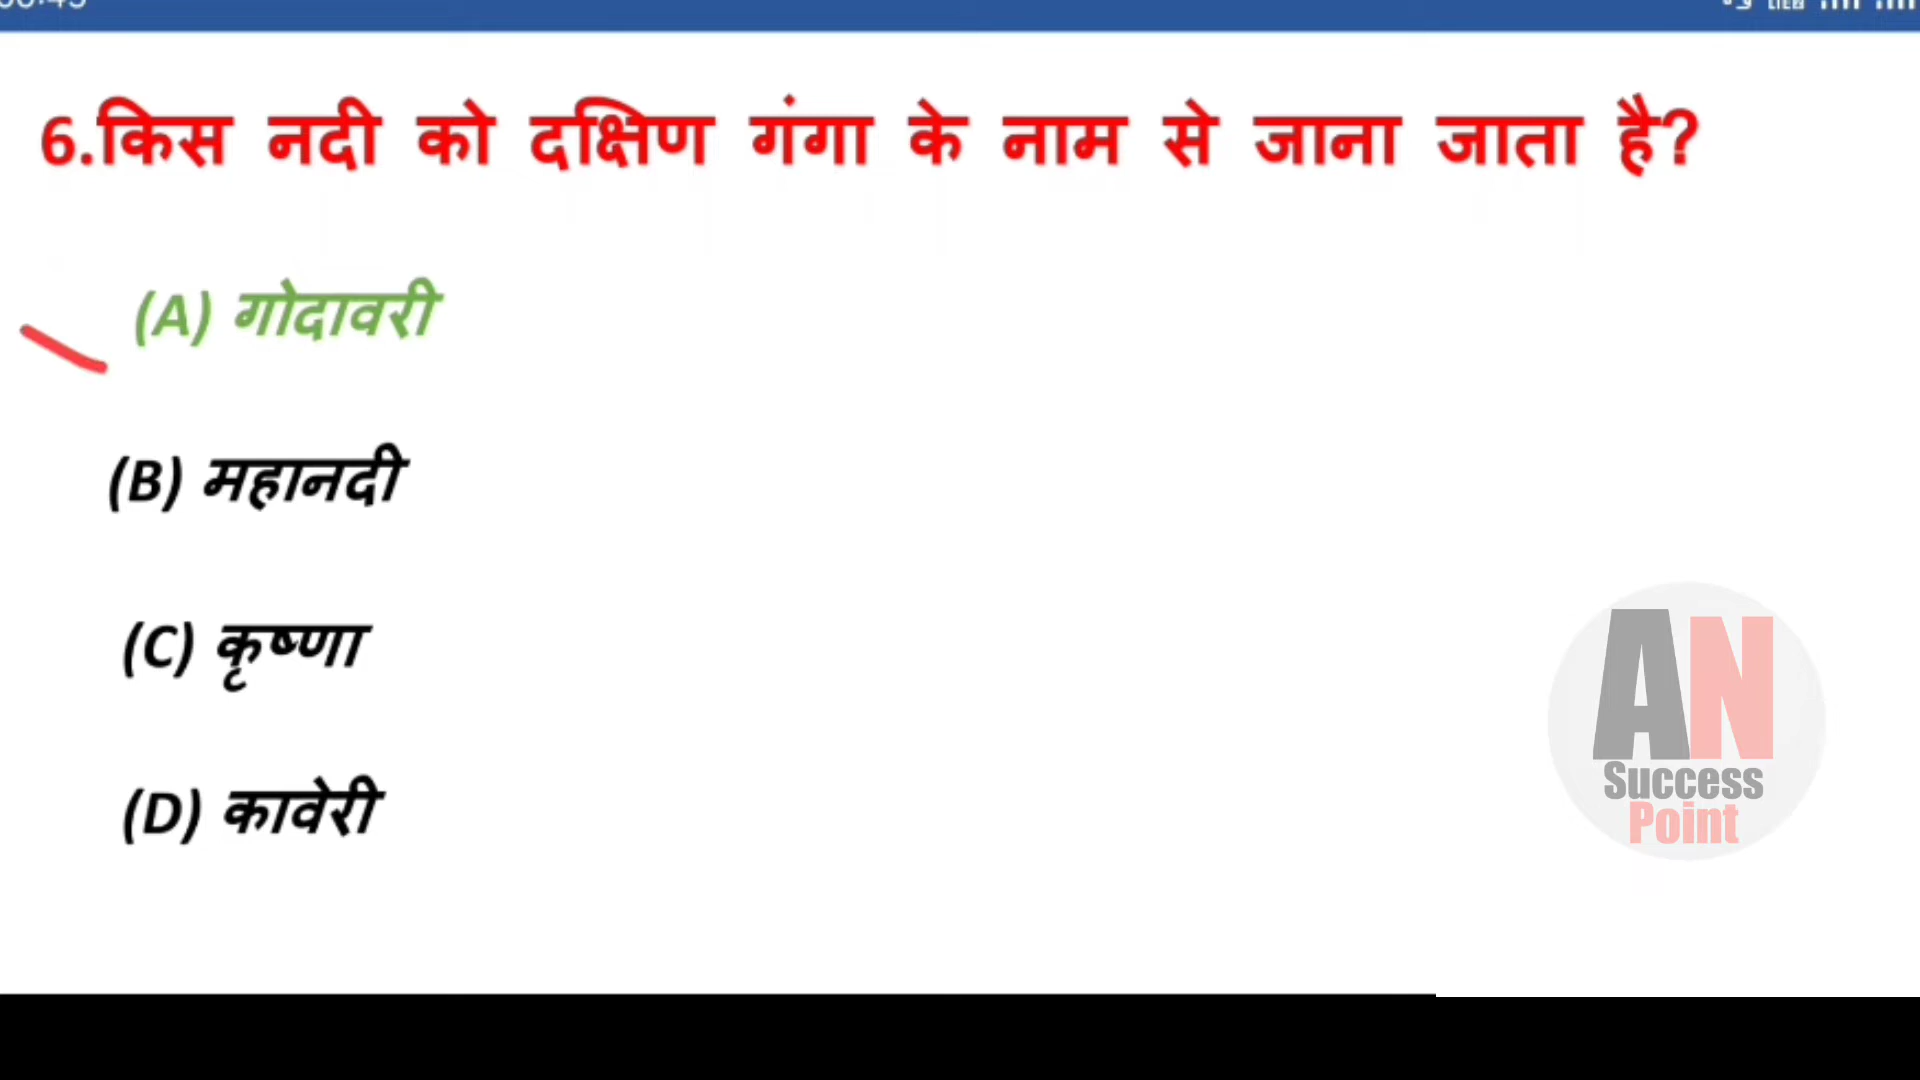 6.किस नदी को दक्षिण गंगा के नाम से जाना जाता है?
(A) गोदावरी
(B) महानदी
(C) कृष्णा
(D) कावेरी
AN
Success
Point